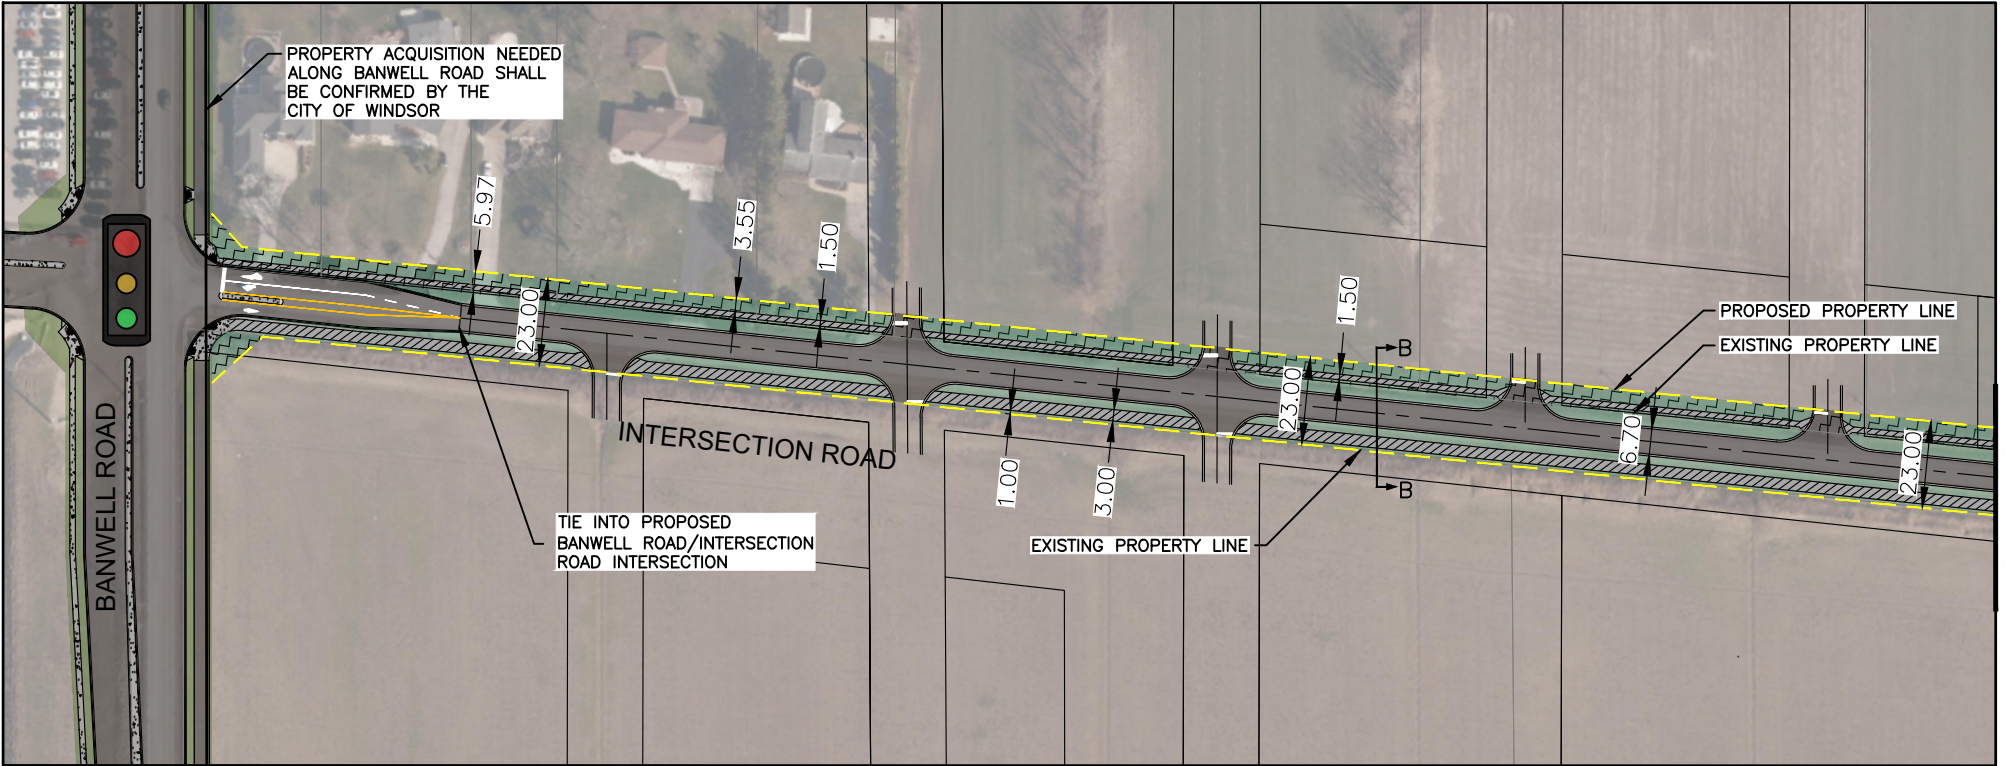 PROPERTY ACQUISITION NEEDED
ALONG BANWELL ROAD SHALL
BE CONFIRMED BY THE
CITY OF WINDSOR
5.97
3.55
1.50
23.00
1.50
B
PROPOSED PROPERTY LINE
EXISTING PROPERTY LINE
23.00
6.70
23.00
INTERSECTION ROAD
BANWELL ROAD
1.00
3.00
B
TIE INTO PROPOSED
BANWELL ROAD/INTERSECTION
ROAD INTERSECTION
EXISTING PROPERTY LINE